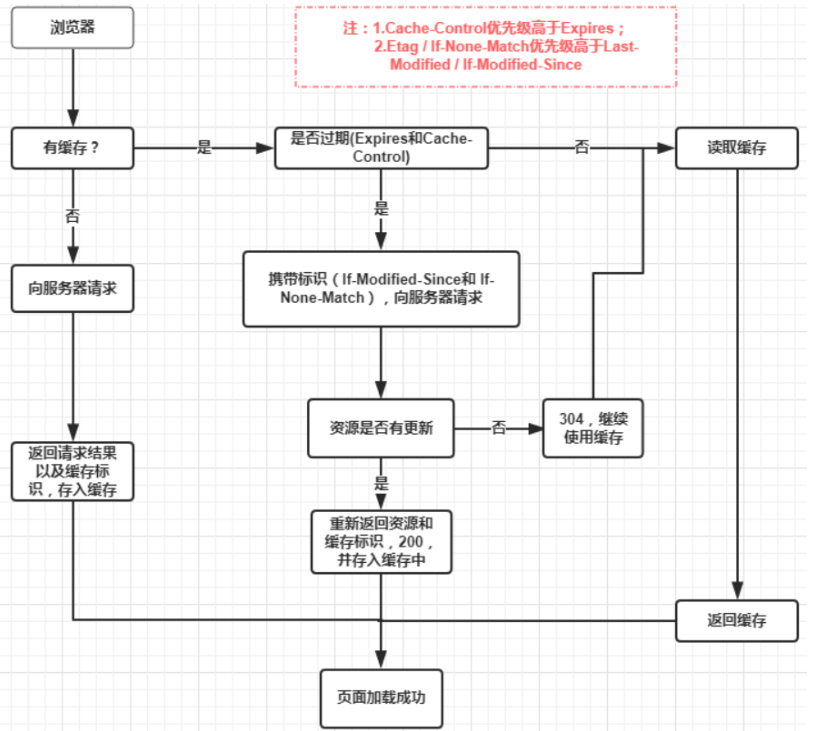 浏览器
注：1.Cache-Control优先级高于Expires；
2.Etag / If-None-Match优先级高于Last-
Modified / If-Modified-Since
有缓存？
是
是否过期(Expires和Cache-
Control)
否
读取缓存
否
是
向服务器请求
携带标识（If-Modified-Since和 If-
None-Match），向服务器请求
资源是否有更新
否
304，继续
使用缓存
返回请求结果
以及缓存标
识，存入缓存
是
重新返回资源和
缓存标识，200，
并存入缓存中
返回缓存
页面加载成功